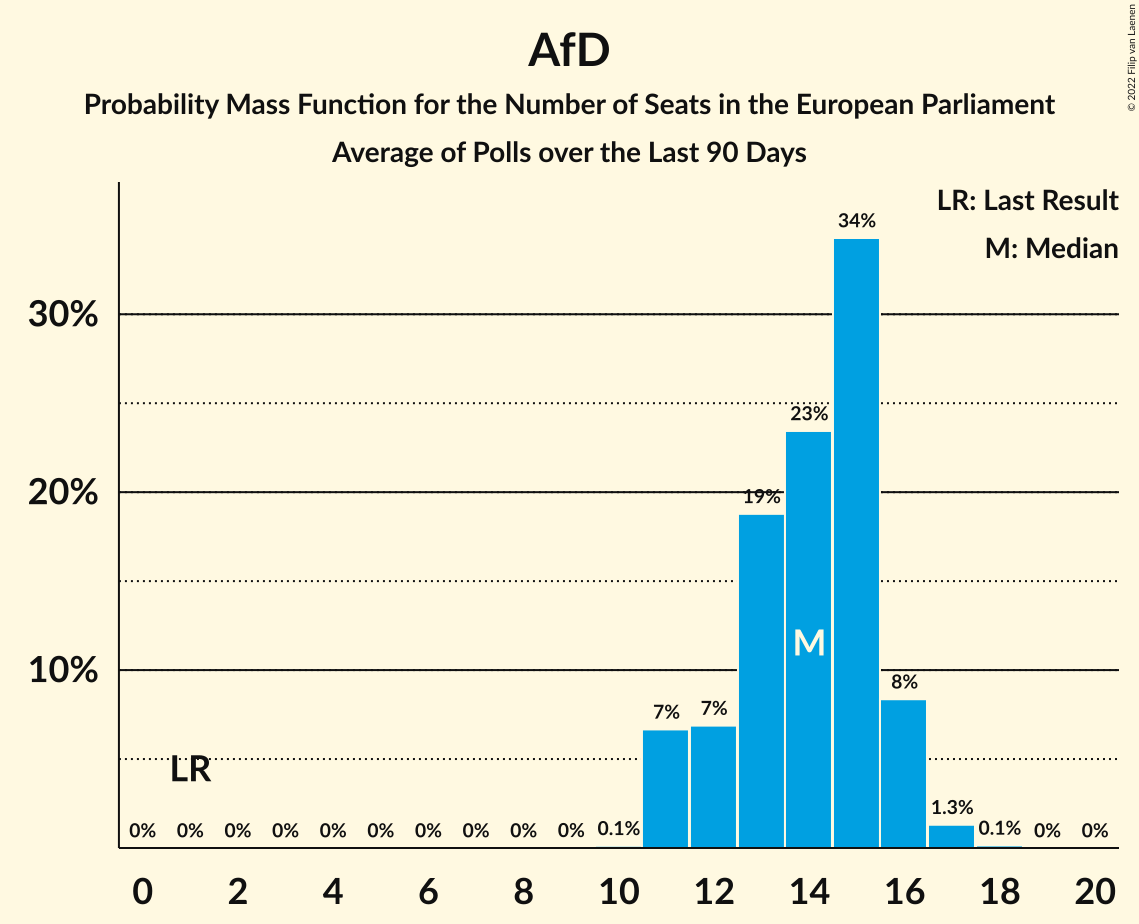 AfD
Probability Mass Function for the Number of Seats in the European Parliament
Average of Polls over the Last 90 Days
© 2022 Filip van Laenen
LR: Last Result
M: Median
34%
30%
23%
20%
19%
M
10%
8%
7%
7%
LR
1.3%
0% 0% 0% 0% 0% 0% 0% 0% 0% 0% 0.1% 0.1% 0% 0%
0 2 4 6 8 10 12 14 16 18 20